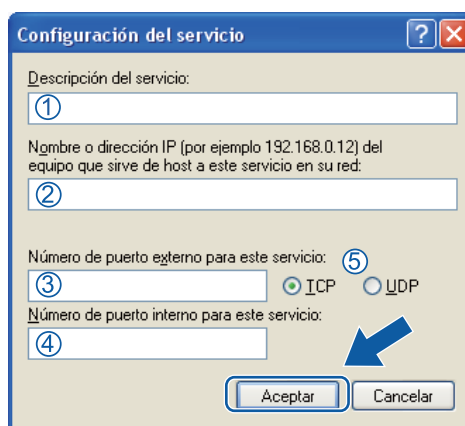 Configuración del servicio
Descripción del servicio:
①
Nombre o dirección IP (por ejemplo 192.168.0.12) del
equipo que sirve de host a este servicio en su red:
②
Número de puerto externo para este servicio: ⑤
③ TCP UDP
Número de puerto interno para este servicio:
④
Aceptar Cancelar